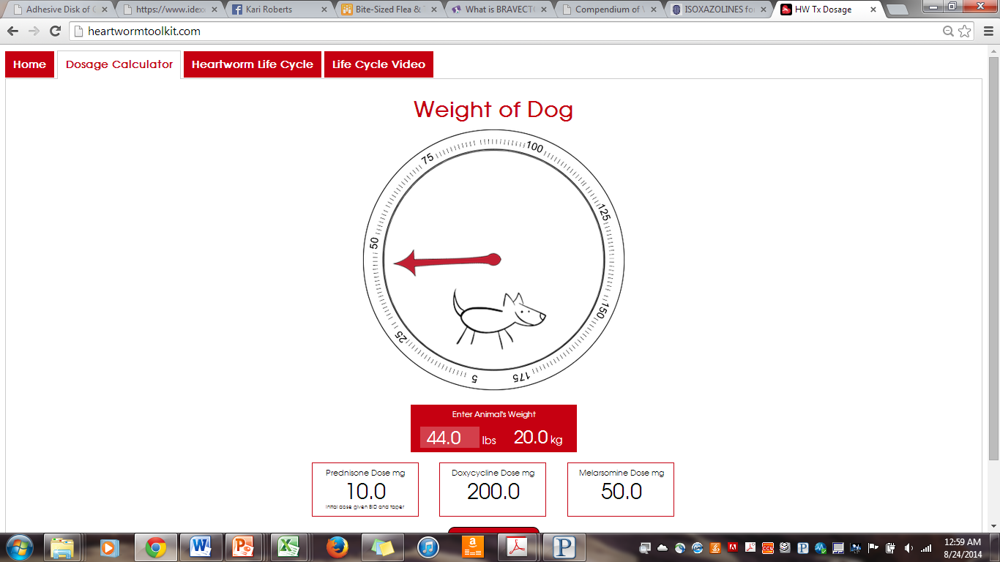 Adhesive Disk of C
https://www.idexx
Kari Roberts
Bite-Sized Flea &
What is BRAVECT
Compendium of V
ISOXAZOLINES fo
HW Tx Dosage
heartwormtoolkit.com
Home
Dosage Calculator
Heartworm Life Cycle
Life Cycle Video
Weight of Dog
5
25
50
75
100
125
150
175
Enter Animal's Weight
44.0 lbs 20.0 kg
Prednisone Dose mg
10.0
Initial dose given BID and taper
Doxycycline Dose mg
200.0
Melarsomine Dose mg
50.0
12:59 AM
8/24/2014